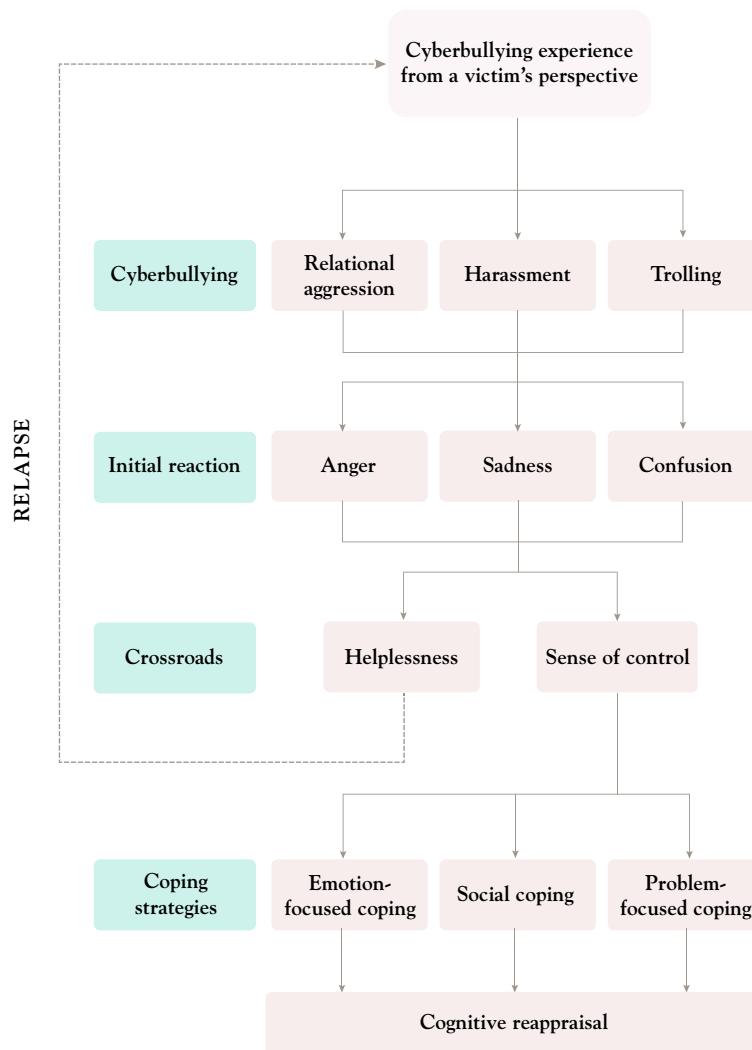 Cyberbullying experience
from a victim’s perspective
Cyberbullying
Relational
aggression
Harassment
Trolling
RELAPSE
Initial reaction
Anger
Sadness
Confusion
Crossroads
Helplessness
Sense of control
Coping
strategies
Emotion-
focused coping
Social coping
Problem-
focused coping
Cognitive reappraisal